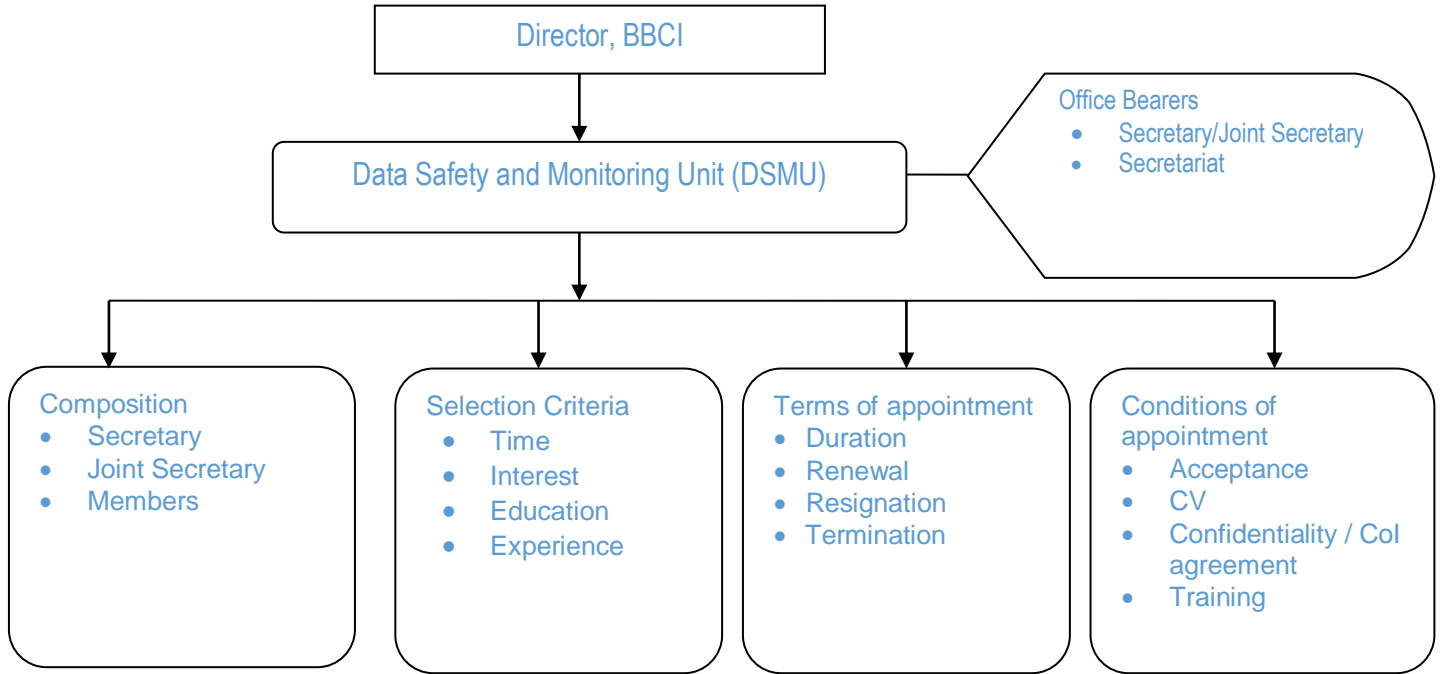 Director, BBCI
Office Bearers
• Secretary/Joint Secretary
• Secretariat
Data Safety and Monitoring Unit (DSMU)
Composition
• Secretary
• Joint Secretary
• Members
Selection Criteria
• Time
• Interest
• Education
• Experience
Terms of appointment
• Duration
• Renewal
• Resignation
• Termination
Conditions of
appointment
• Acceptance
• CV
• Confidentiality / CoI
agreement
• Training